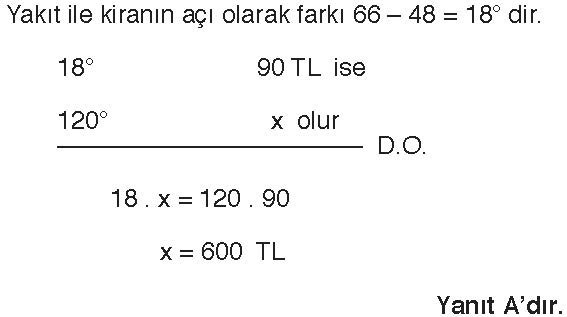 Yakıt ile kiranın açı olarak farkı 66 – 48 = 18° dir.
18° 90 TL ise
120° x olur
D.O.
18 . x = 120 . 90
x = 600 TL
Yanıt A’dır.